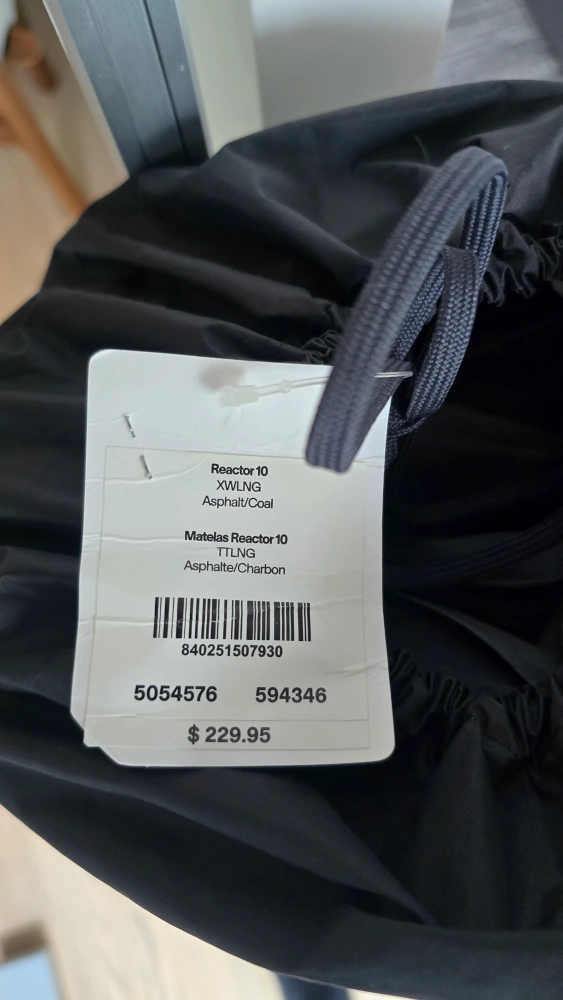 Reactor 10
XWLNG
Asphalt/Coal
Matelas Reactor 10
TTLNG
Asphalte/Charbon
840251507930
5054576 594346
$ 229.95